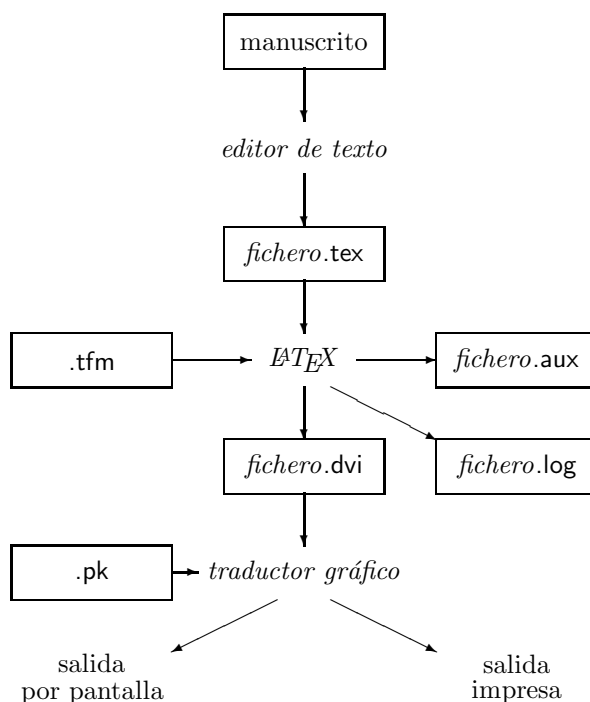 manuscrito
editor de texto
fichero.tex
.tfm
LATEX
fichero.aux
fichero.dvi
fichero.log
.pk
traductor gráfico
salida
por pantalla
salida
impresa